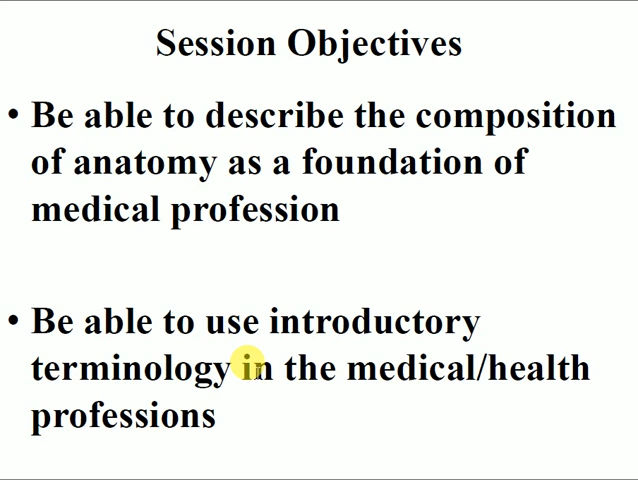 Session Objectives
• Be able to describe the composition
of anatomy as a foundation of
medical profession
• Be able to use introductory
terminology in the medical/health
professions